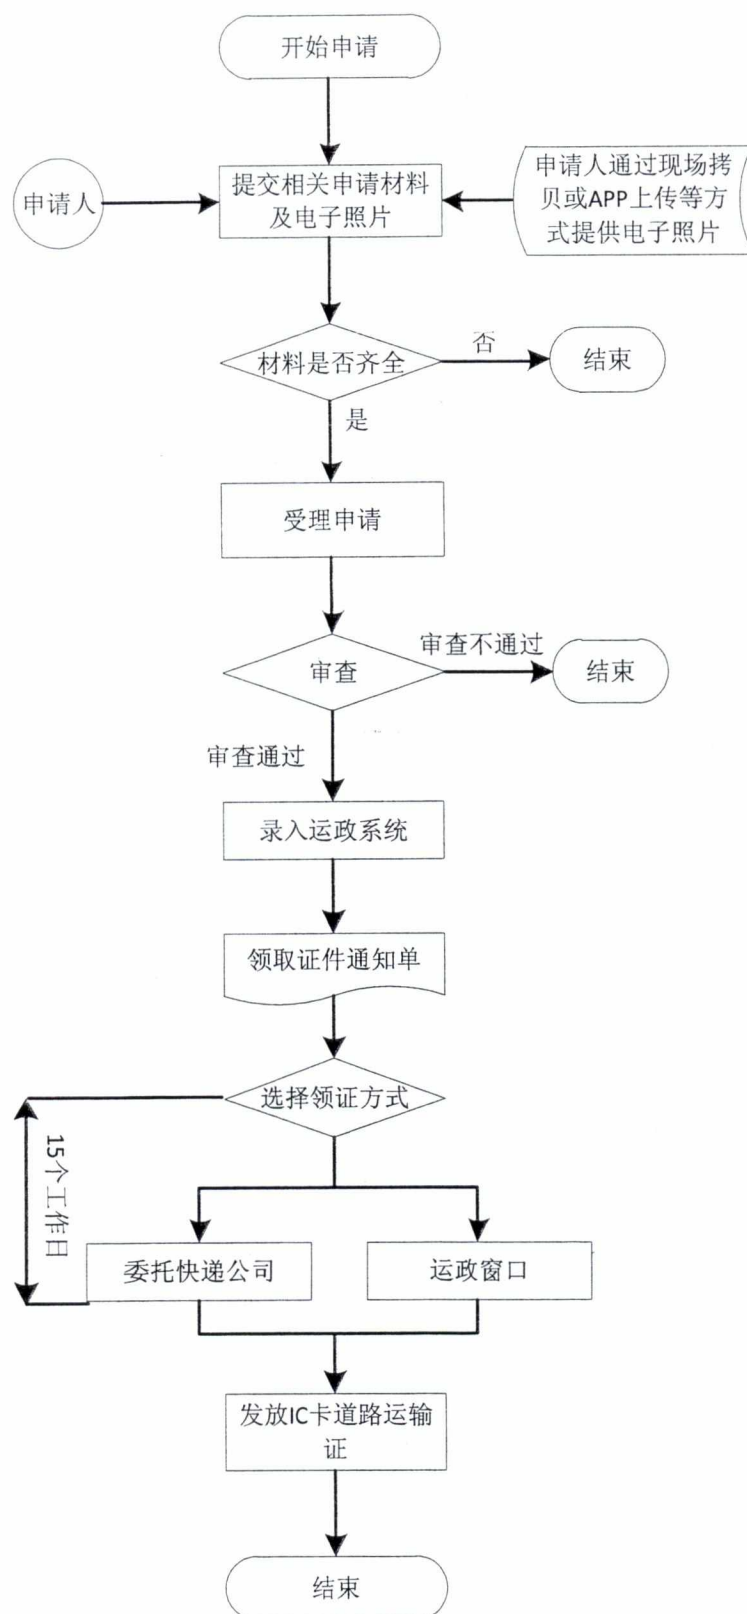 开始申请
申请人
提交相关申请材料
及电子照片
申请人通过现场拷
贝或APP上传等方
式提供电子照片
材料是否齐全
否
结束
是
受理申请
审查
审查不通过
结束
审查通过
录入运政系统
领取证件通知单
选择领证方式
15个工作日
委托快递公司
运政窗口
发放IC卡道路运输
证
结束